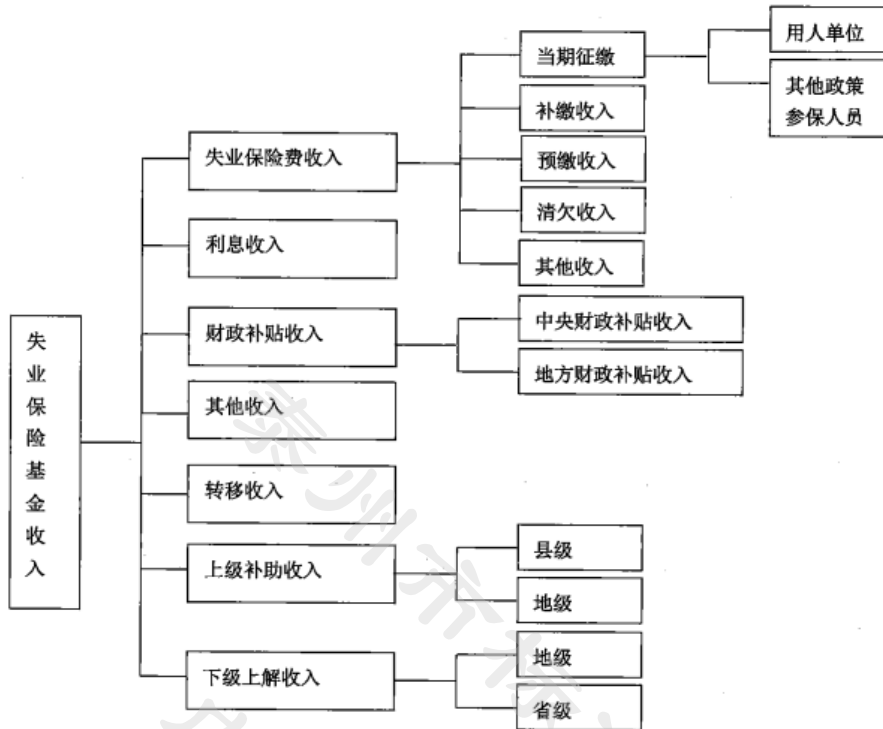 失业保险基金收入
失业保险费收入
当期征缴
用人单位
其他政策
参保人员
补缴收入
预缴收入
清欠收入
其他收入
利息收入
财政补贴收入
中央财政补贴收入
地方财政补贴收入
其他收入
转移收入
上级补助收入
县级
地级
下级上解收入
地级
省级
泰州市标